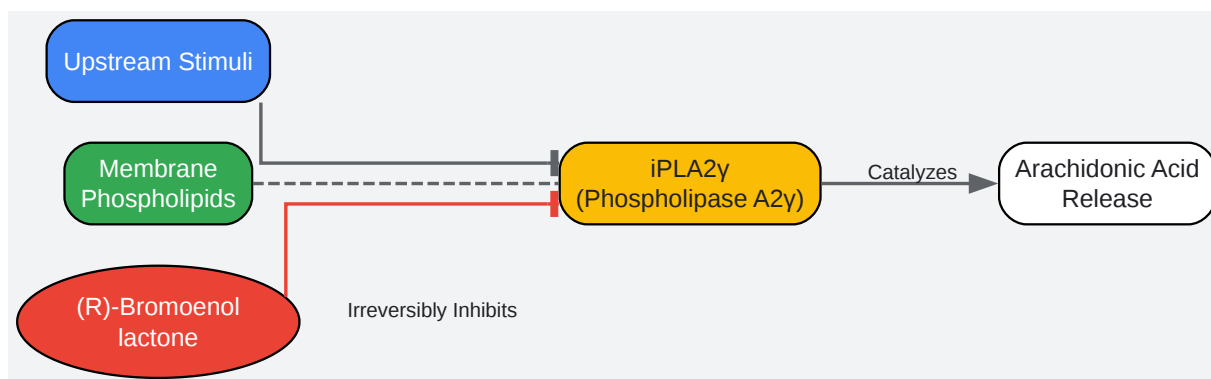 Upstream Stimuli
Membrane
Phospholipids
iPLA2γ
(Phospholipase A2γ)
Catalyzes
Arachidonic Acid
Release
(R)-Bromoenol
lactone
Irreversibly Inhibits